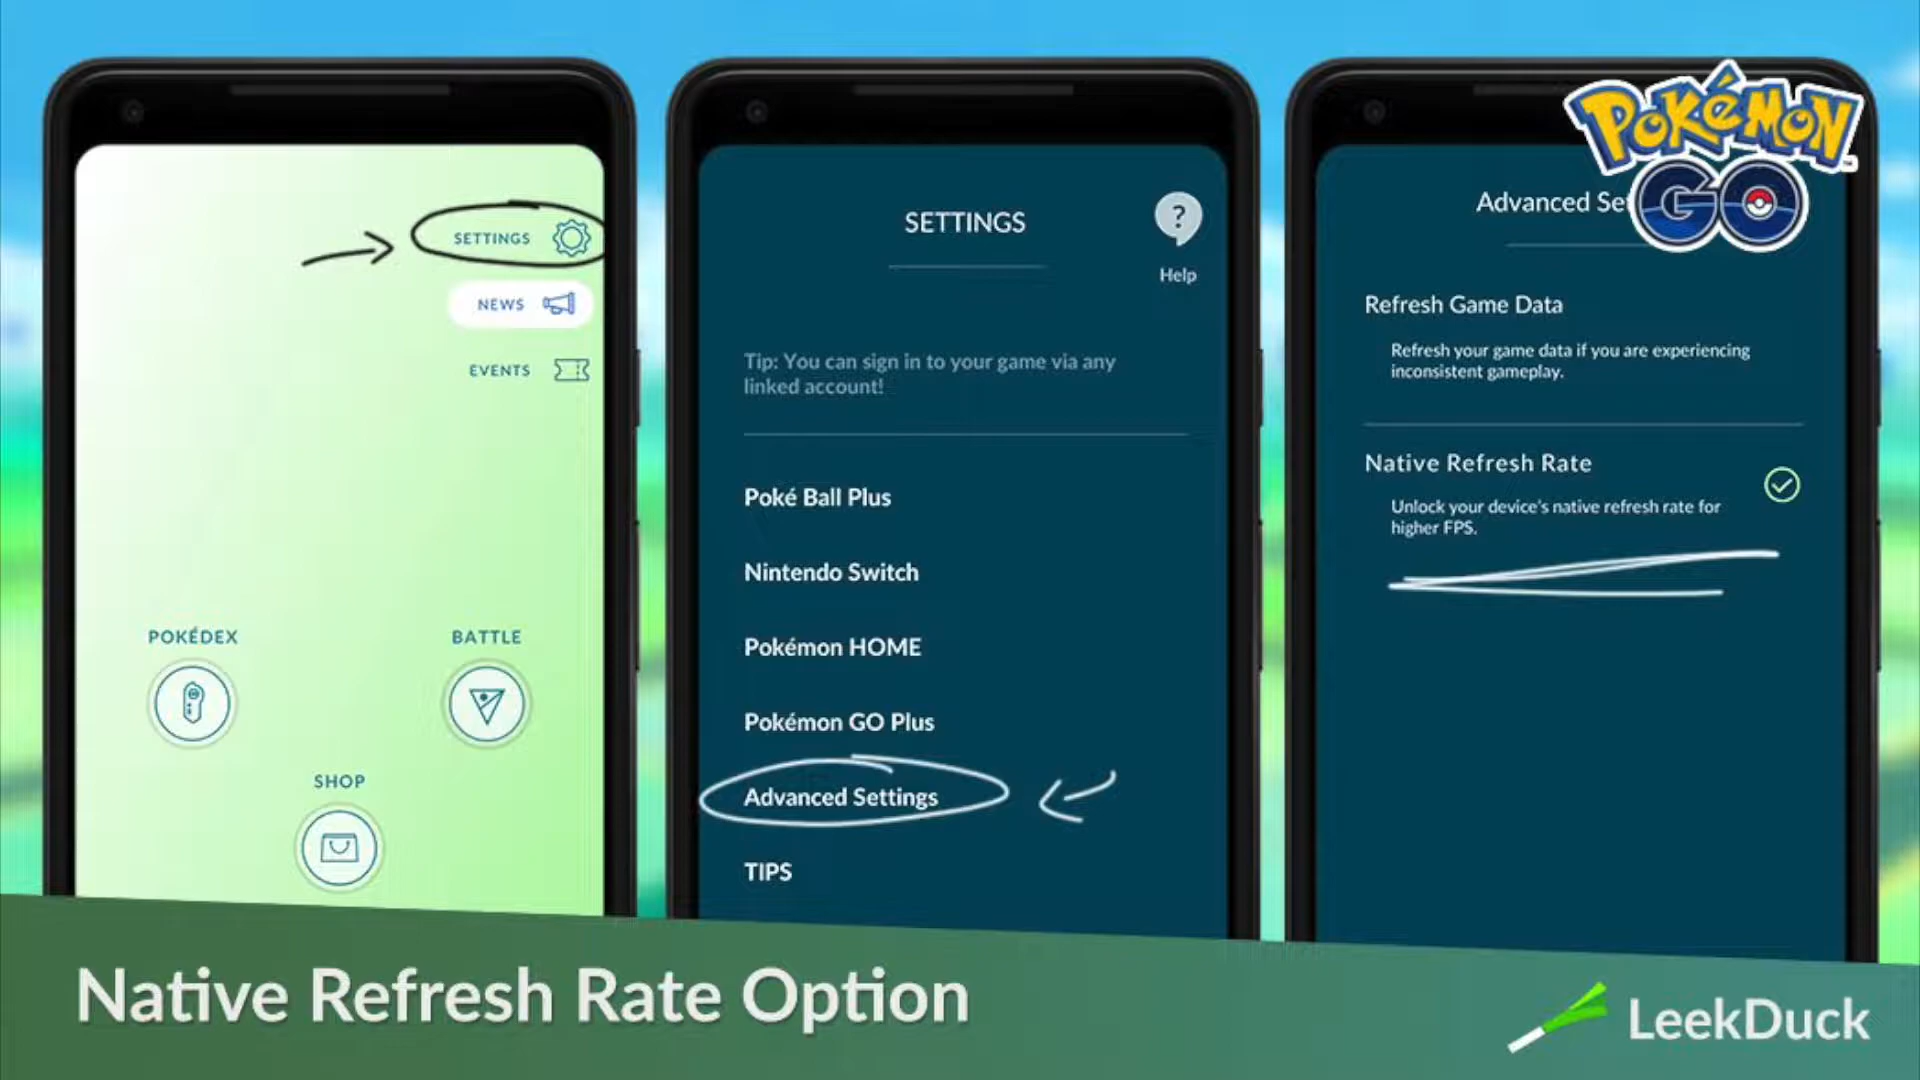 SETTINGS
NEWS
EVENTS
POKÉDEX
BATTLE
SHOP
SETTINGS
?
Help
Tip: You can sign in to your game via any
linked account!
Poké Ball Plus
Nintendo Switch
Pokémon HOME
Pokémon GO Plus
Advanced Settings
TIPS
POKéMON
GO
Advanced Se
Refresh Game Data
Refresh your game data if you are experiencing
inconsistent gameplay.
Native Refresh Rate
Unlock your device's native refresh rate for
higher FPS.
Native Refresh Rate Option
LeekDuck